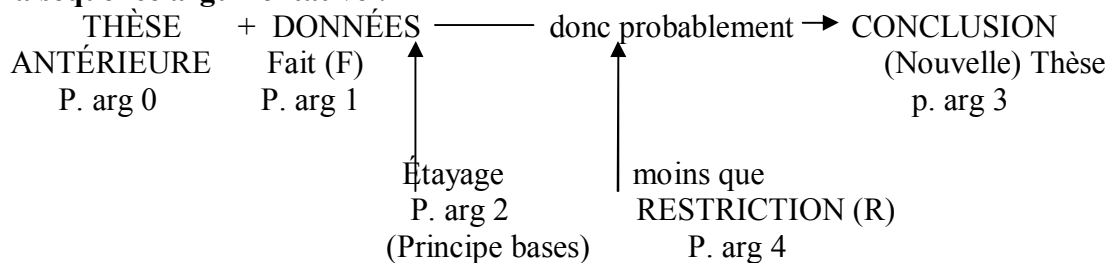 THÈSE + DONNÉES donc probablement CONCLUSION
ANTÉRIEURE Fait (F) (Nouvelle) Thèse
P. arg 0 P. arg 1 p. arg 3
Étayage moins que
P. arg 2 RESTRICTION (R)
(Principe bases) P. arg 4